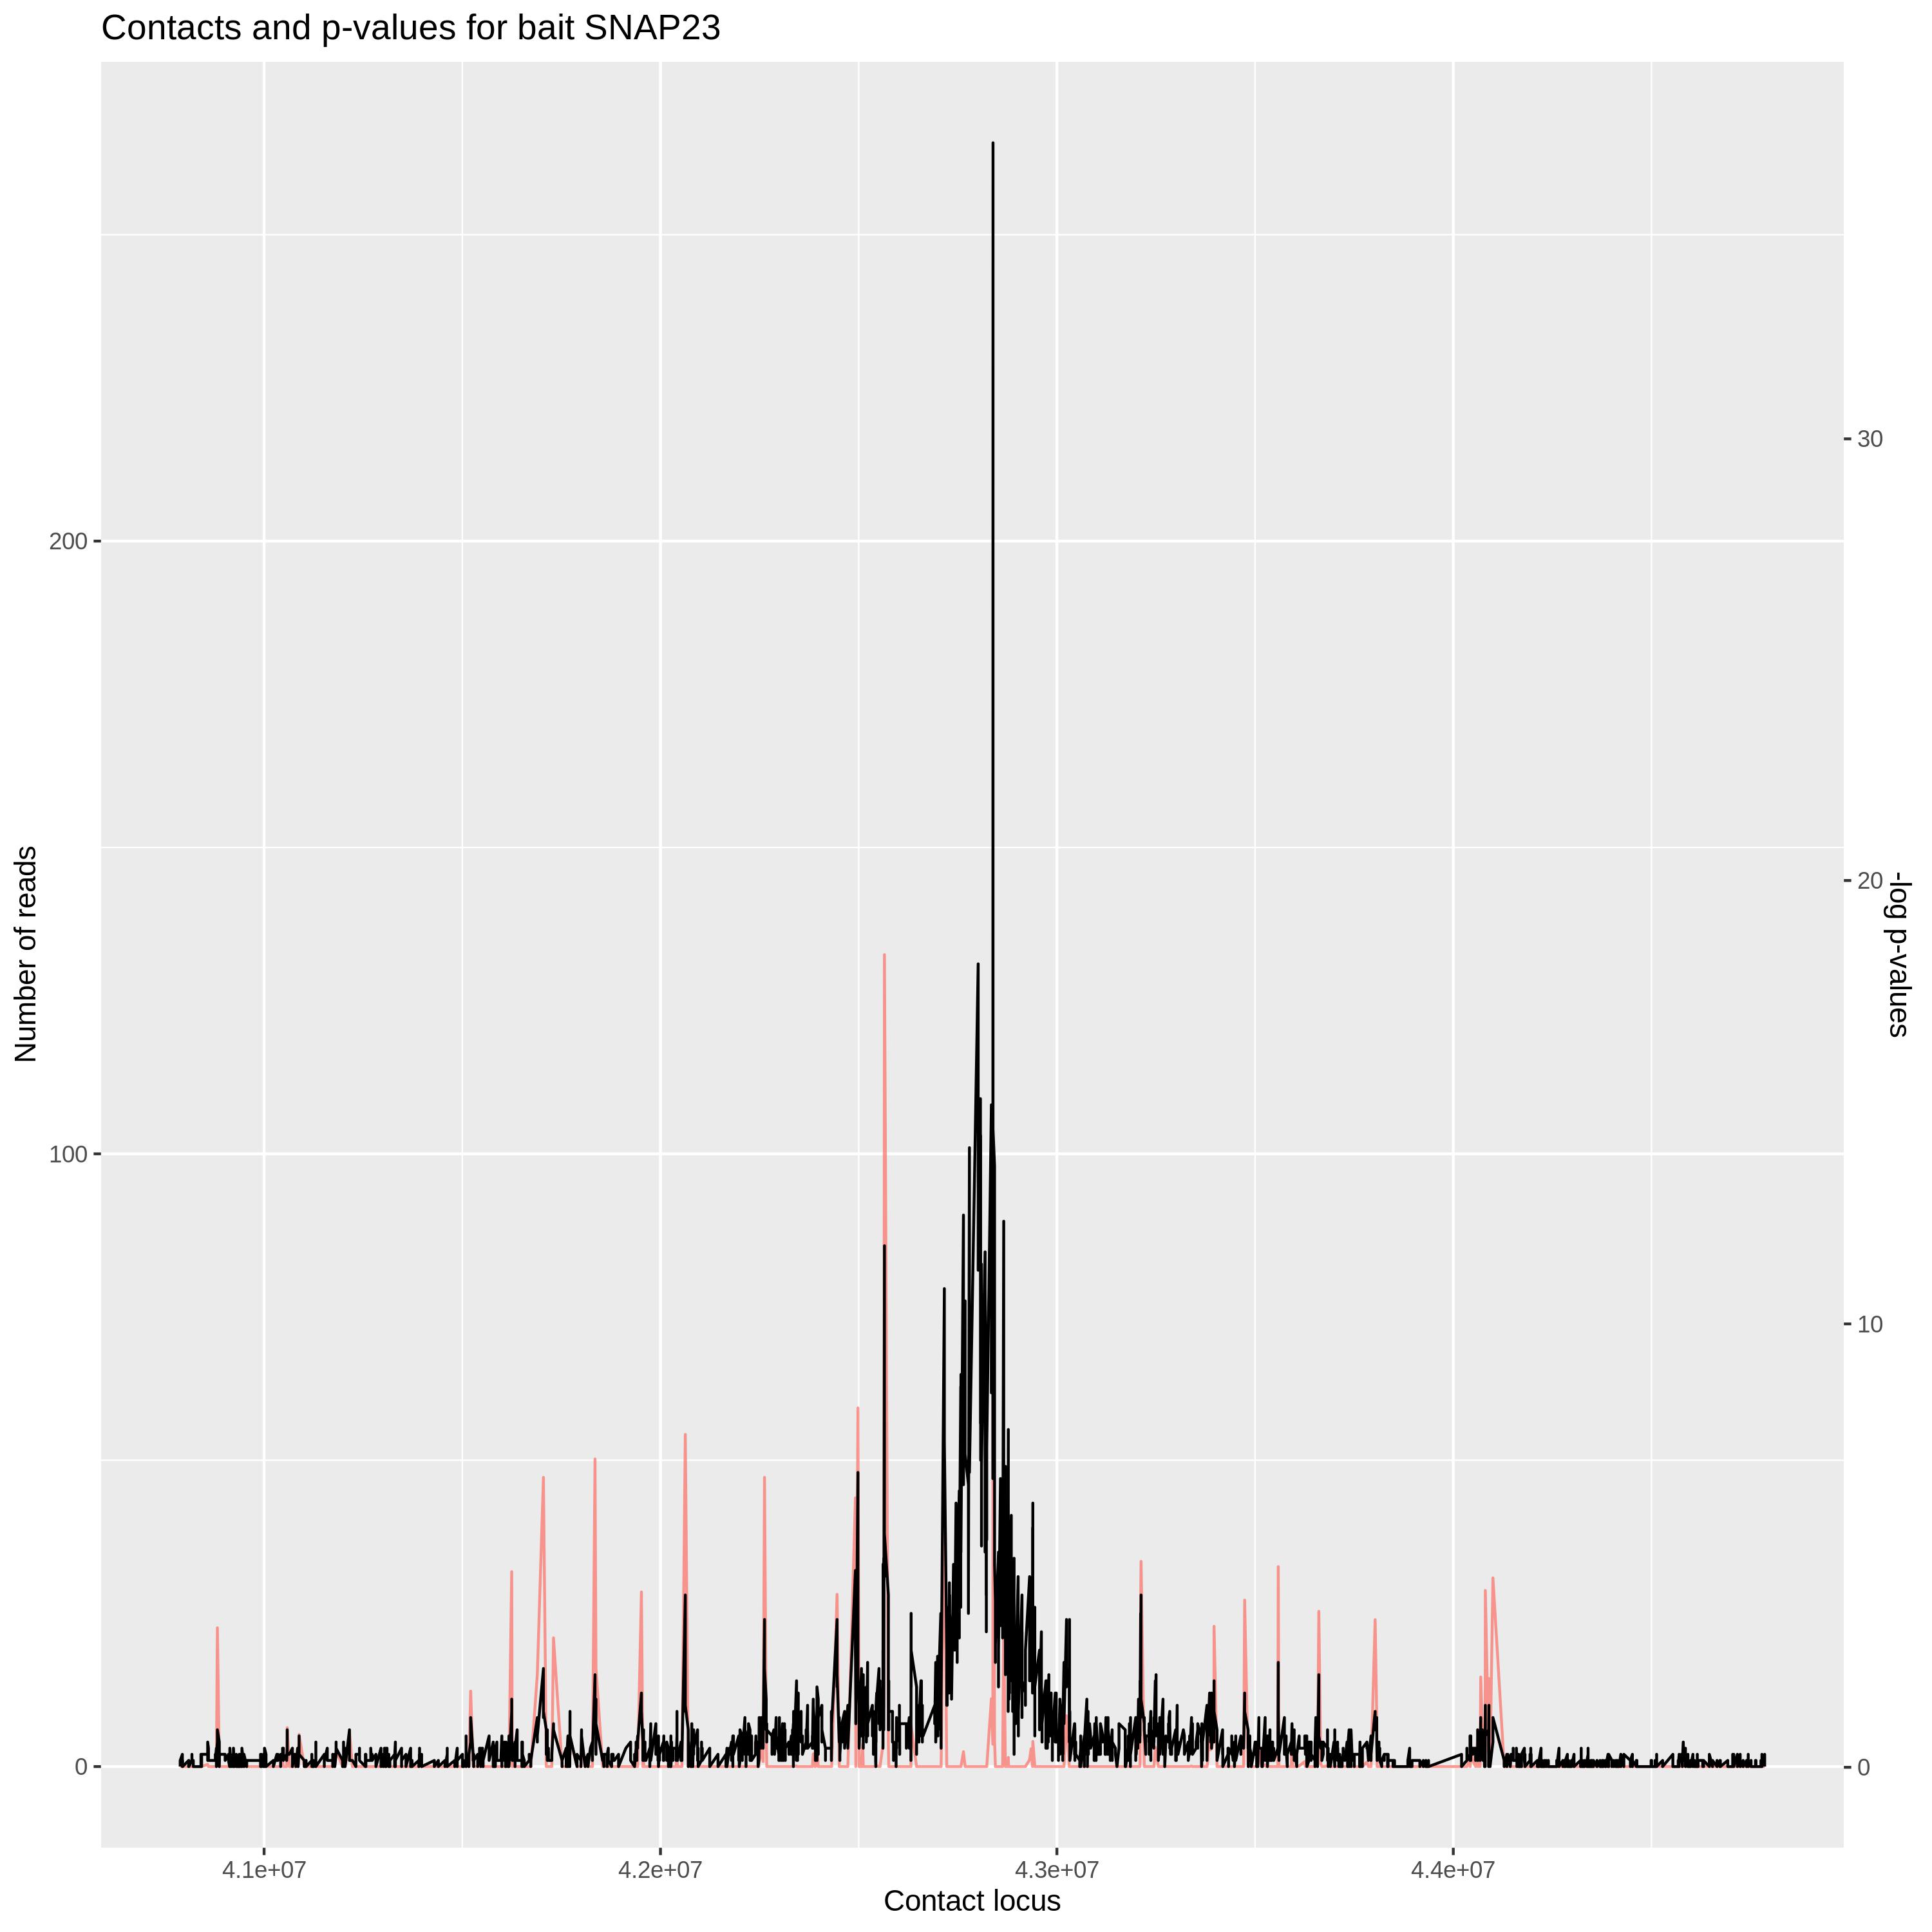 Contacts and p-values for bait SNAP23
Number of reads
200
100
0
30
20
10
0
-log p-values
4.1e+07
4.2e+07
4.3e+07
4.4e+07
Contact locus